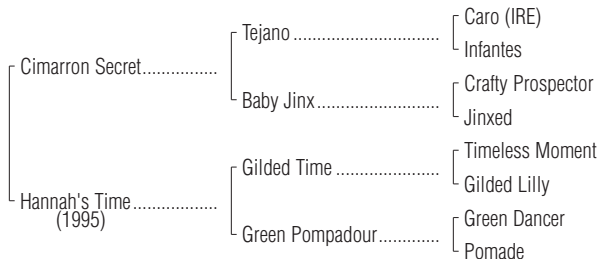 Caro (IRE)
Tejano
Infantes
Cimarron Secret
Crafty Prospector
Baby Jinx
Jinxed
Timeless Moment
Gilded Time
Gilded Lilly
Hannah's Time
(1995)
Green Dancer
Green Pompadour
Pomade